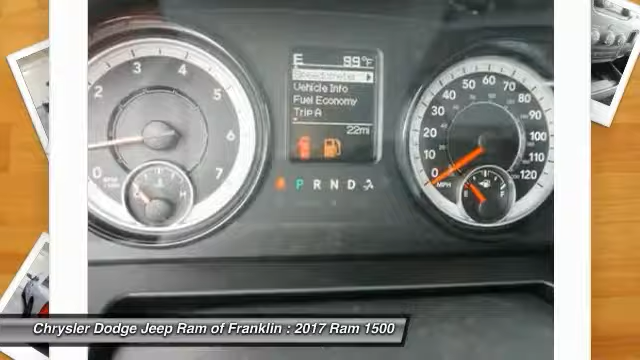 E 99°F
Speedometer
Vehicle Info
Fuel Economy
Trip A
22mi
P R N D
0 2 3 4 5 6 7
0 10 20 30 40 50 60 70 80 90 100 110 120
MPH
E F
H
Chrysler Dodge Jeep Ram of Franklin : 2017 Ram 1500